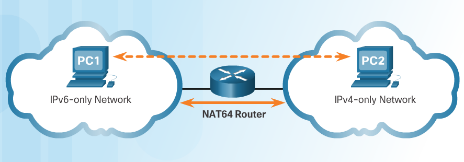 PC1
PC2
IPv6-only Network
IPv4-only Network
NAT64 Router